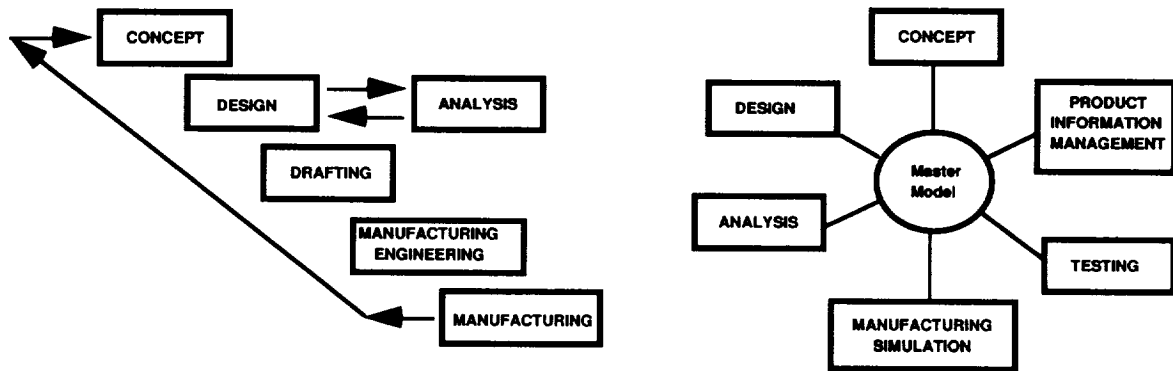 CONCEPT
DESIGN
ANALYSIS
DRAFTING
MANUFACTURING
ENGINEERING
MANUFACTURING
CONCEPT
DESIGN
PRODUCT
INFORMATION
MANAGEMENT
Master
Model
ANALYSIS
TESTING
MANUFACTURING
SIMULATION